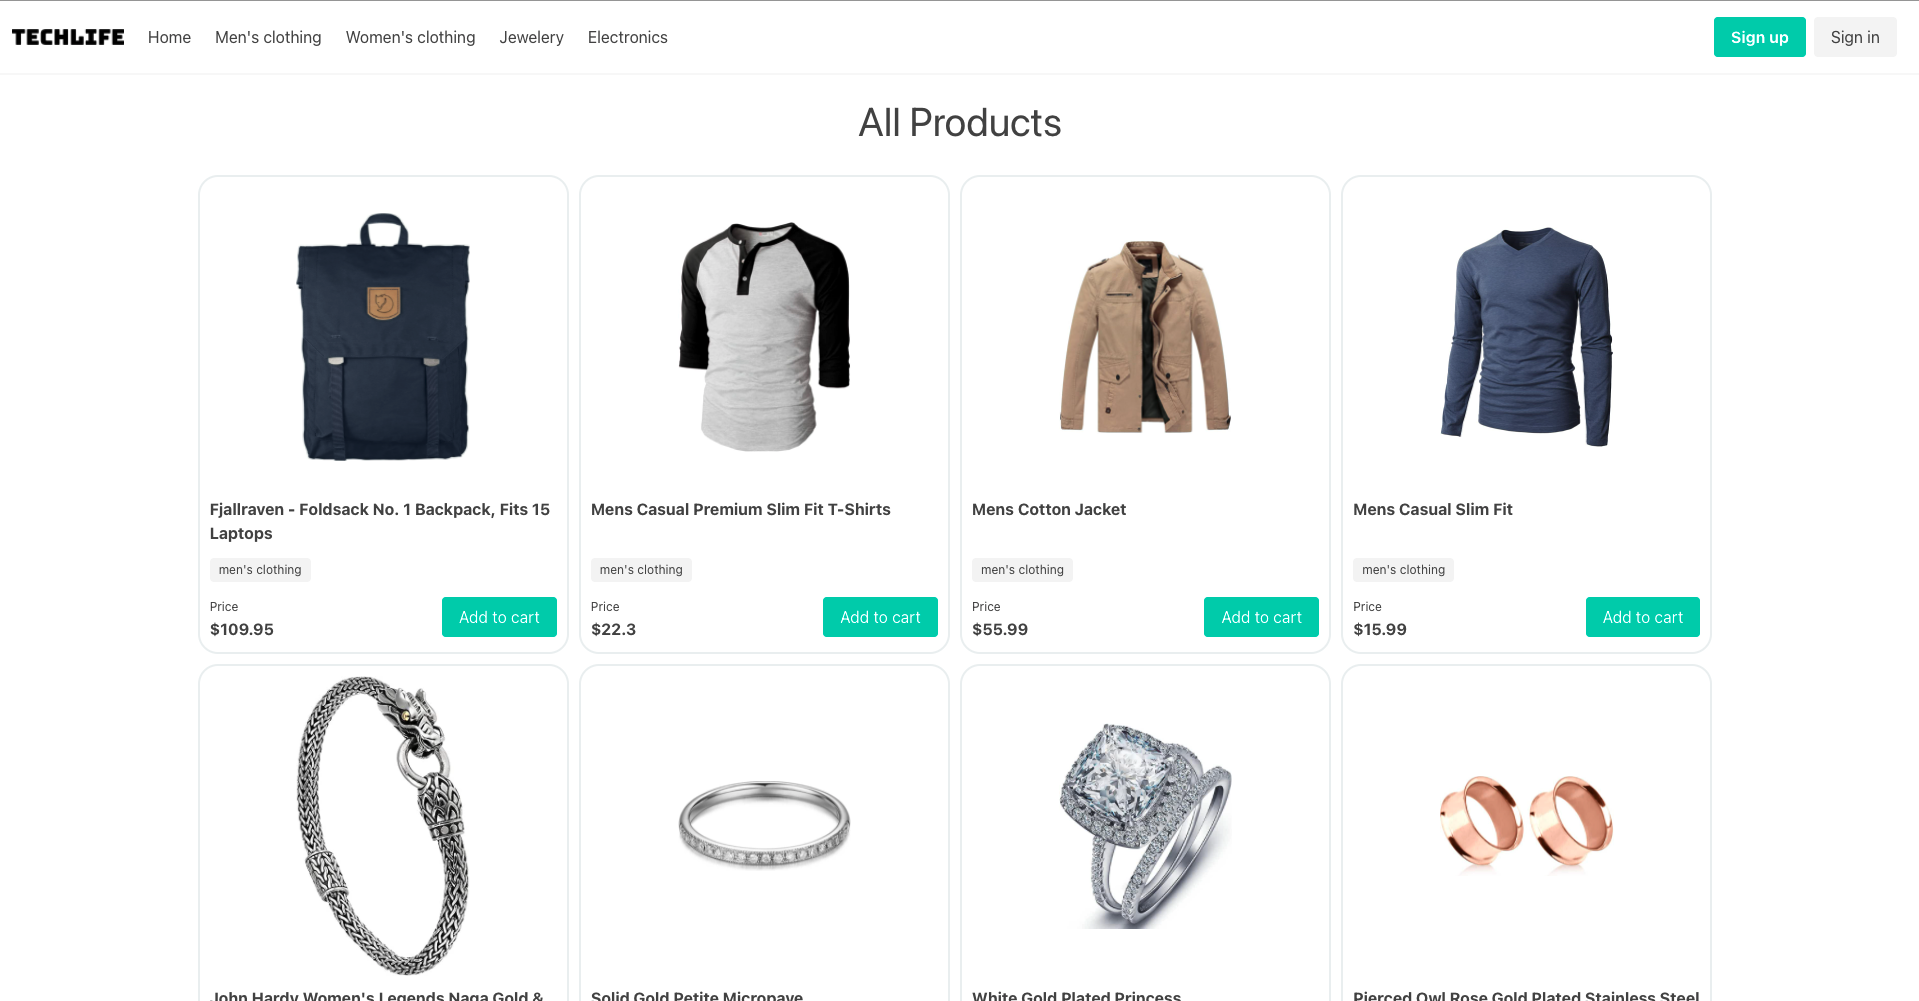 TECHLIFE Home Men's clothing Women's clothing Jewelery Electronics Sign up Sign in
All Products
Fjallraven - Foldsack No. 1 Backpack, Fits 15
Laptops
men's clothing
Price
$109.95
Add to cart
Mens Casual Premium Slim Fit T-Shirts
men's clothing
Price
$22.3
Add to cart
Mens Cotton Jacket
men's clothing
Price
$55.99
Add to cart
Mens Casual Slim Fit
men's clothing
Price
$15.99
Add to cart
John Hardy Women's Legends Naga Gold &
Solid Gold Petite Micropave
White Gold Plated Princess
Pierced Owl Rose Gold Plated Stainless Steel